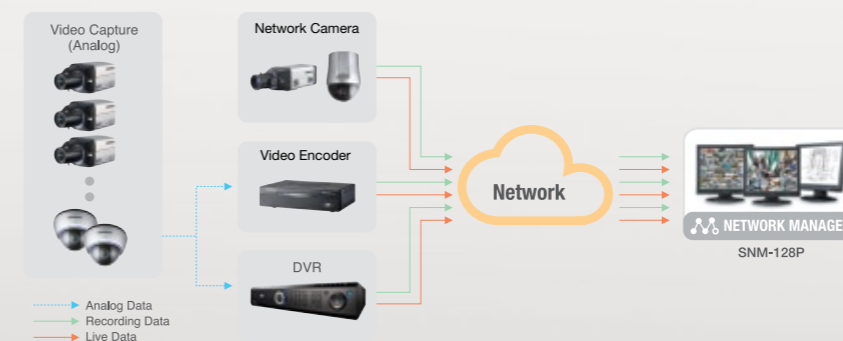 Video Capture
(Analog)
Network Camera
Video Encoder
DVR
Network
NETWORK MANAGE
SNM-128P
Analog Data
Recording Data
Live Data